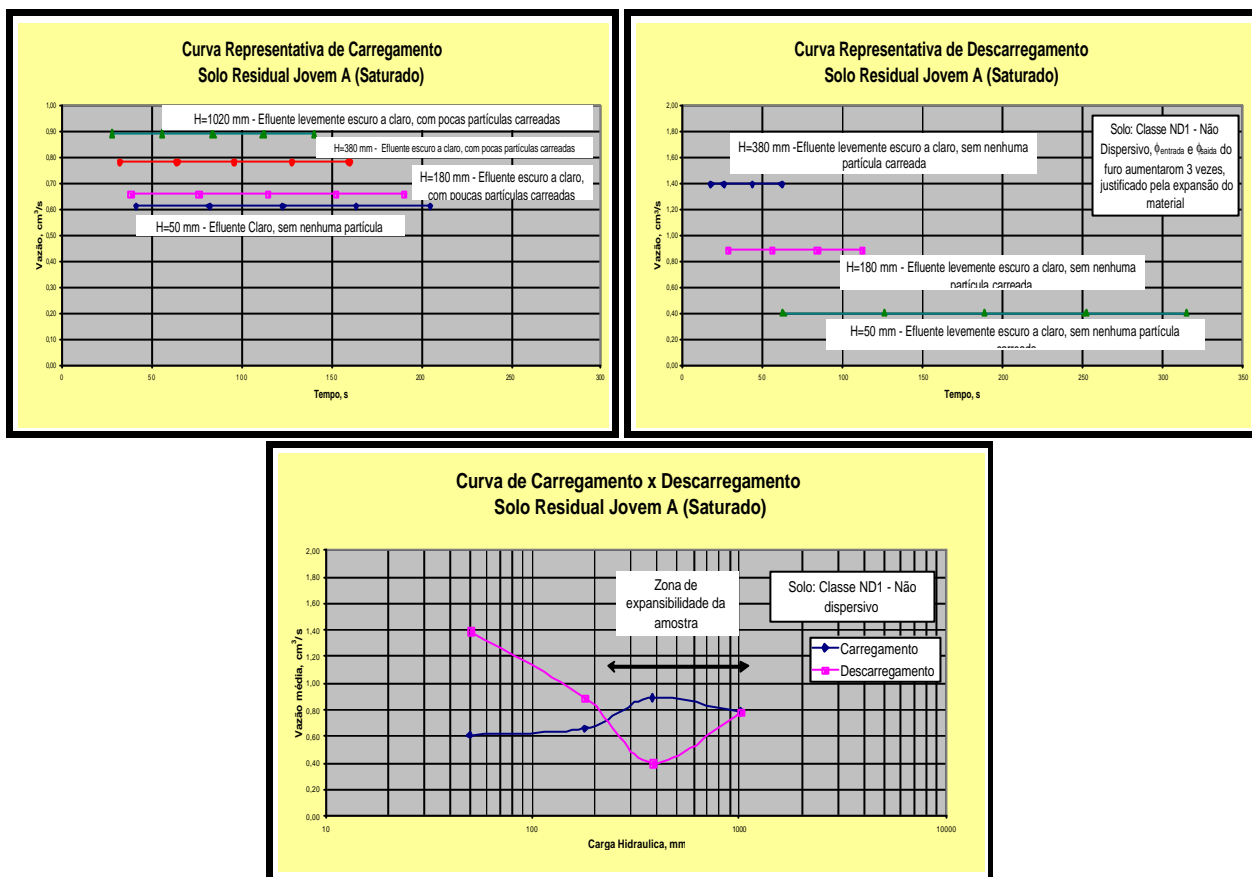 Curva Representativa de Carregamento
Solo Residual Jovem A (Saturado)
1,00
0,90
0,80
0,70
0,60
0,50
0,40
0,30
0,20
0,10
0,00
Vazão, cm³/s
H=1020 mm - Efluente levemente escuro a claro, com pocas partículas carreadas
H=380 mm - Efluente escuro a claro, com pocas partículas carreadas
H=180 mm - Efluente escuro a claro,
com poucas partículas carreadas
H=50 mm - Efluente Claro, sem nenhuma partícula
0
50
100
150
200
250
300
Tempo, s
Curva Representativa de Descarregamento
Solo Residual Jovem A (Saturado)
2,00
1,80
1,60
1,40
1,20
1,00
0,80
0,60
0,40
0,20
0,00
Vazão, cm³/s
H=380 mm -Efluente levemente escuro a claro, sem nenhuma
partícula carreada
Solo: Classe ND1 - Não
Dispersivo, ϕentrada e ϕsaida do
furo aumentarom 3 vezes,
justificado pela expansão do
material
H=180 mm - Efluente levemente escuro a claro, sem nenhuma
partícula carreada
H=50 mm - Efluente levemente escuro a claro, sem nenhuma partícula
carreada
0
50
100
150
200
250
300
350
Tempo, s
Curva de Carregamento x Descarregamento
Solo Residual Jovem A (Saturado)
2,00
1,80
1,60
1,40
1,20
1,00
0,80
0,60
0,40
0,20
0,00
Vazão média, cm³/s
Zona de
expansibilidade da
amostra
Solo: Classe ND1 - Não
dispersivo
Carregamento
Descarregamento
10
100
1000
10000
Carga Hidraulica, mm